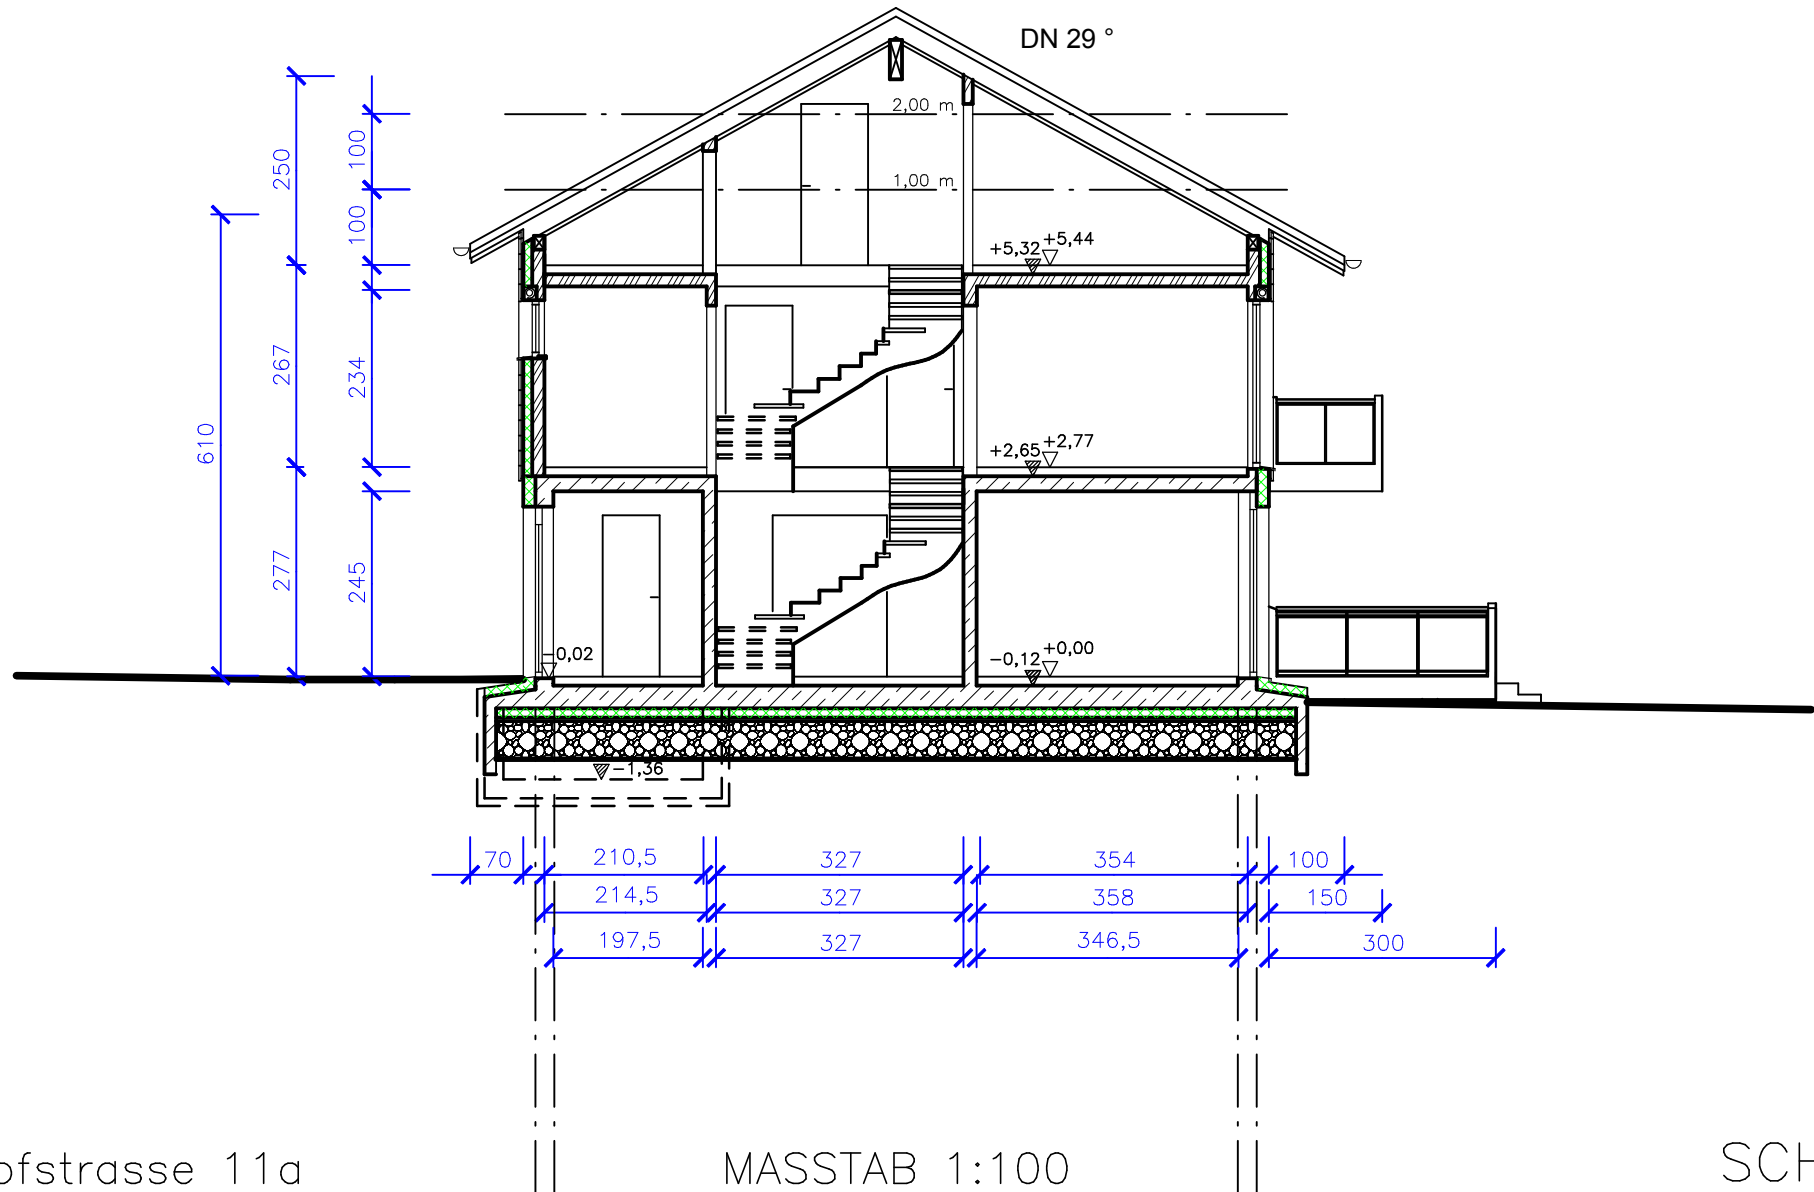 DN 29 °
2,00 m
1,00 m
250
100
100
+5,32 +5,44
267
234
610
+2,65 +2,77
277
245
-0,02
-0,12 +0,00
-1,36
70 210,5 327 354 100
214,5 327 358 150
197,5 327 346,5 300
ofstrasse 11a MASSTAB 1:100 SCH